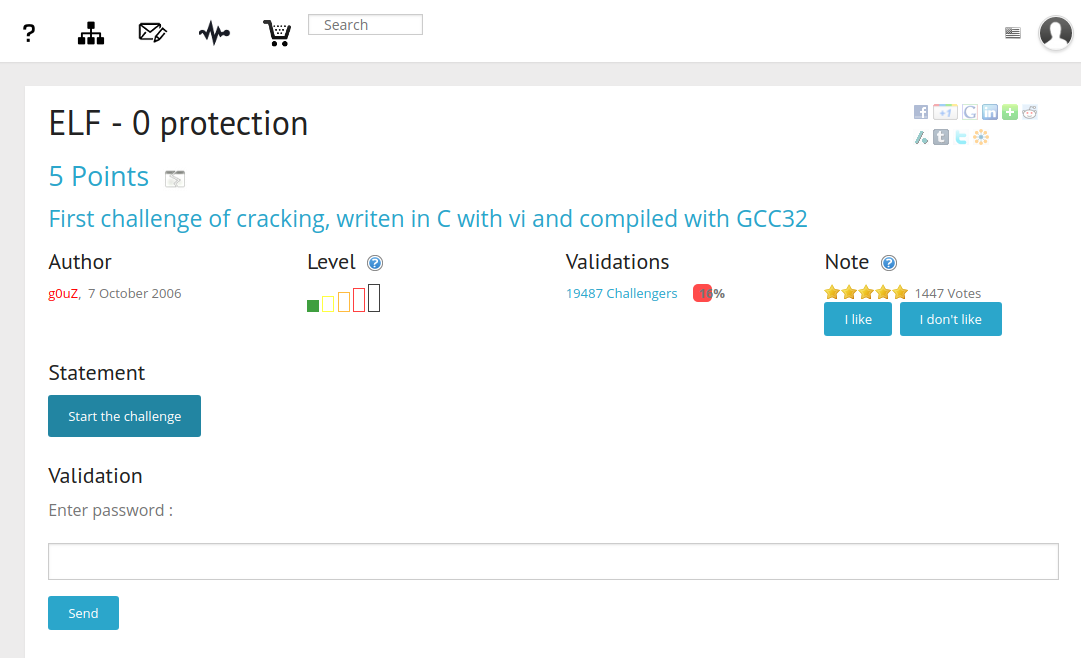 ?
Search
ELF - 0 protection
5 Points
First challenge of cracking, writen in C with vi and compiled with GCC32
Author Level ? Validations Note ?
g0uZ, 7 October 2006 19487 Challengers 16% 1447 Votes
I like I don't like
Statement
Start the challenge
Validation
Enter password :
Send